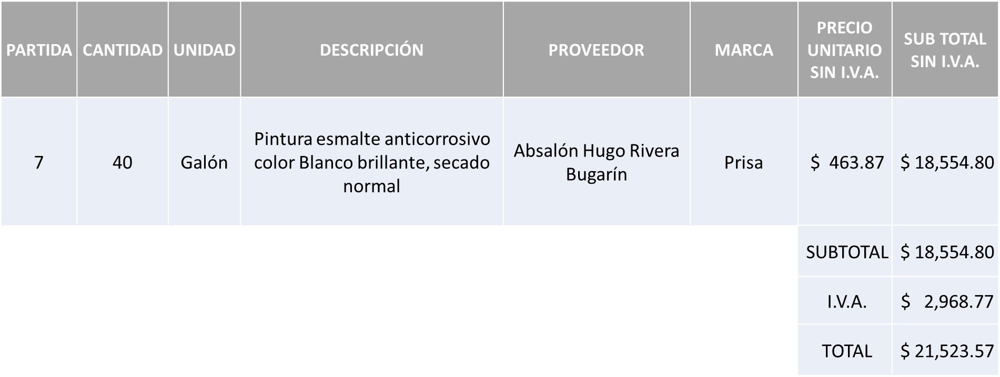 PARTIDA CANTIDAD UNIDAD DESCRIPCIÓN PROVEEDOR MARCA PRECIO UNITARIO SIN I.V.A. SUB TOTAL SIN I.V.A.
7 40 Galón Pintura esmalte anticorrosivo color Blanco brillante, secado normal Absalón Hugo Rivera Bugarín Prisa $ 463.87 $ 18,554.80
SUBTOTAL $ 18,554.80
I.V.A. $ 2,968.77
TOTAL $ 21,523.57